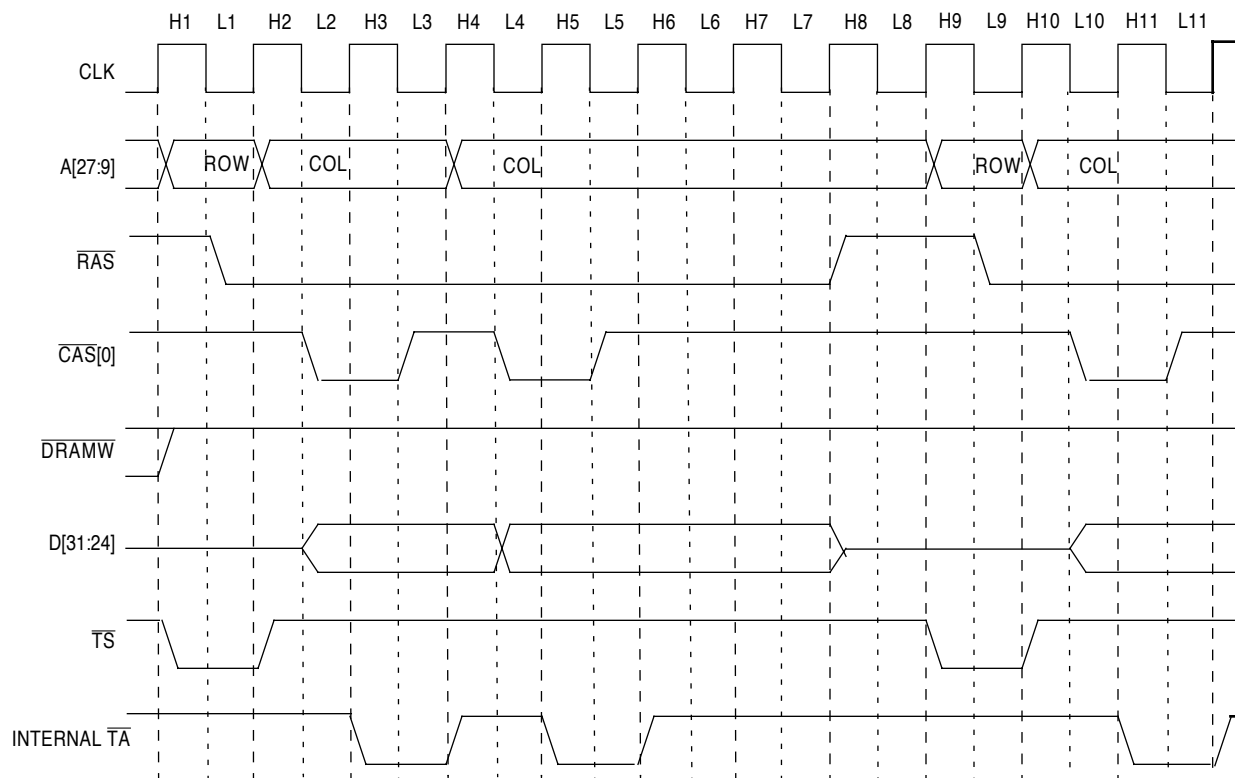 H1 L1 H2 L2 H3 L3 H4 L4 H5 L5 H6 L6 H7 L7 H8 L8 H9 L9 H10 L10 H11 L11
CLK
A[27:9] ROW COL COL ROW COL
RAS
CAS[0]
DRAMW
D[31:24]
TS
INTERNAL TA